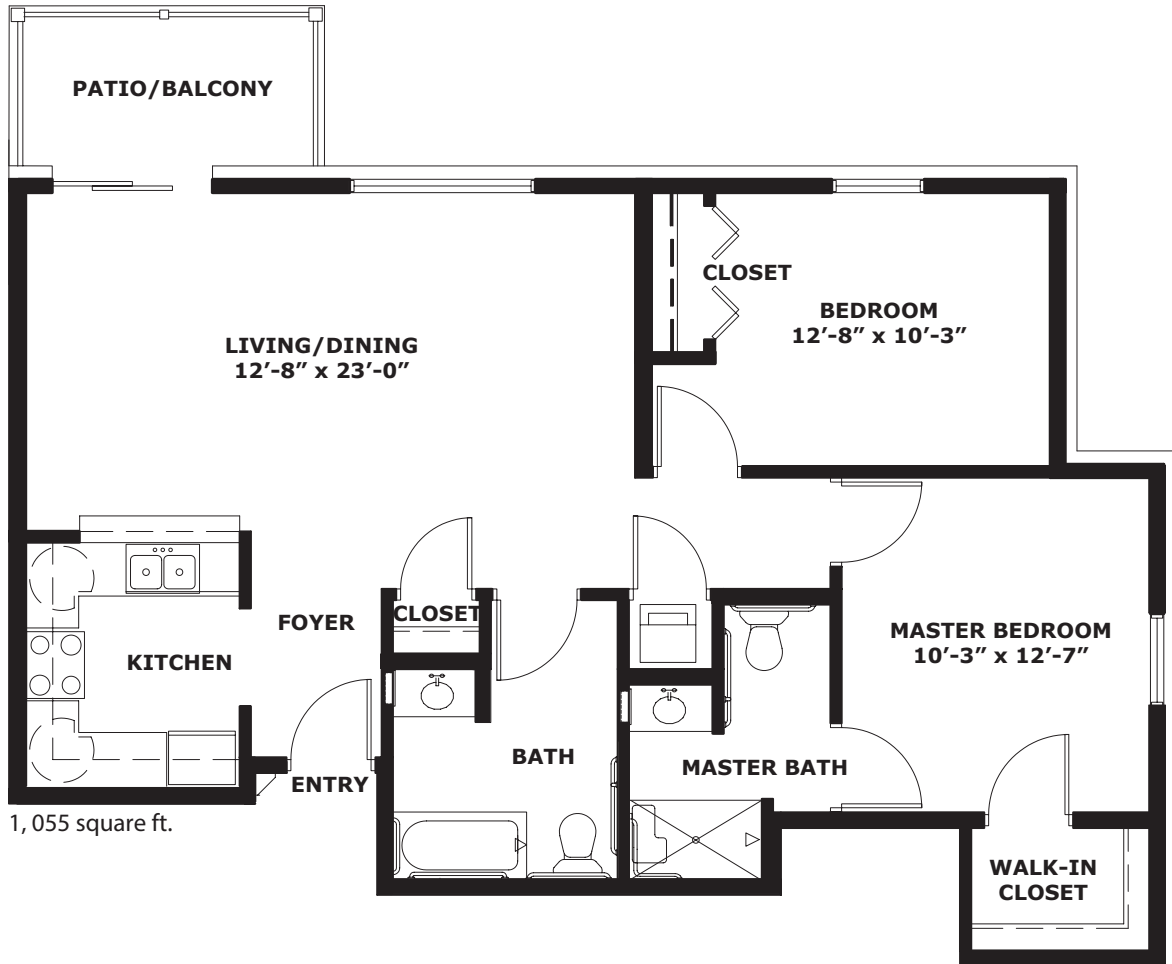 PATIO/BALCONY
CLOSET
BEDROOM
12’-8” x 10’-3”
LIVING/DINING
12’-8” x 23’-0”
CLOSET
FOYER
MASTER BEDROOM
10’-3” x 12’-7”
KITCHEN
BATH
MASTER BATH
ENTRY
1, 055 square ft.
WALK-IN
CLOSET